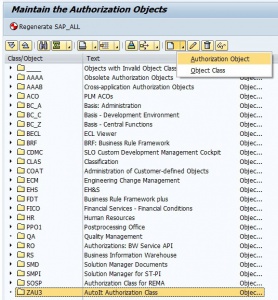 Maintain the Authorization Objects
Regenerate SAP_ALL
Authorization Object
Object Class
Class/Object Text
_____ Objects with Invalid Object Clas... Objec...
AAAA Obsolete Authorization Objects Objec...
AAAB Cross-application Authorization Objects Objec...
ACO PLM ACOs Objec...
BC_A Basis: Administration Objec...
BC_C Basis - Development Environment Objec...
BC_Z Basis - Central Functions Objec...
BECL ECL Viewer Objec...
BRF BRF: Business Rule Framework Objec...
CDMC SLO Custom Development Management Cockpit Objec...
CLAS Classification Objec...
COAT Administration of Customer-defined Objects Objec...
ECM Engineering Change Management Objec...
EHS EH&S Objec...
FDT Business Rule Framework plus Objec...
FICO Financial Services - Financial Conditions Objec...
HR Human Resources Objec...
PPO1 Postprocessing Office Objec...
QA Quality Management Objec...
RO Authorizations: BW Service API Objec...
RS Business Information Warehouse Objec...
SMD Solution Manager Documents Objec...
SMPI Solution Manager for ST-PI Objec...
SOSP Solution Remark for REMA Objec...
ZAU3 AutoIt Authorization Class Objec...